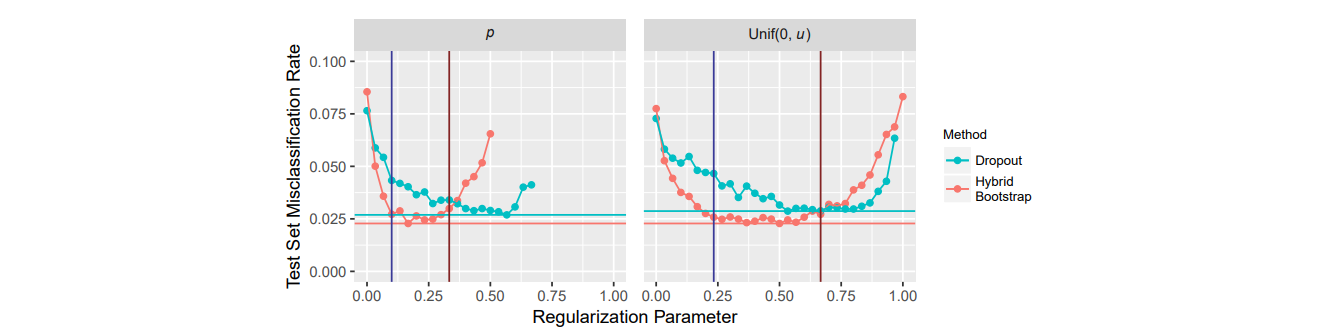 p
Unif(0, u)
Test Set Misclassification Rate
0.100
0.075
0.050
0.025
0.000
0.00 0.25 0.50 0.75 1.00
0.00 0.25 0.50 0.75 1.00
Regularization Parameter
Method
Dropout
Hybrid
Bootstrap